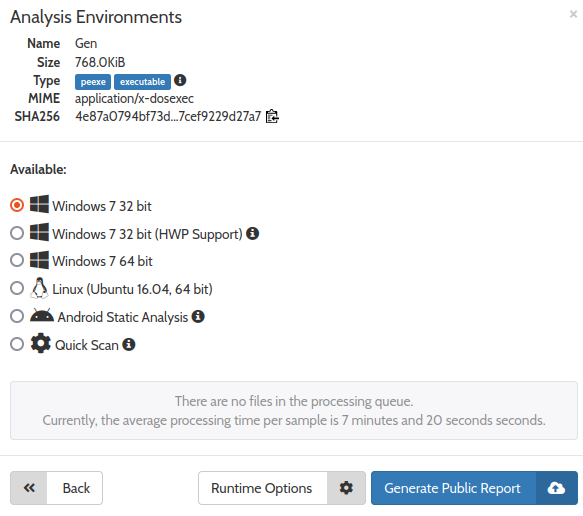 Analysis Environments ×
Name Gen
Size 768.0KiB
Type peexe executable
MIME application/x-dosexec
SHA256 4e87a0794bf73d...7cef9229d27a7
Available:
Windows 7 32 bit
Windows 7 32 bit (HWP Support)
Windows 7 64 bit
Linux (Ubuntu 16.04, 64 bit)
Android Static Analysis
Quick Scan
There are no files in the processing queue.
Currently, the average processing time per sample is 7 minutes and 20 seconds seconds.
Back Runtime Options Generate Public Report